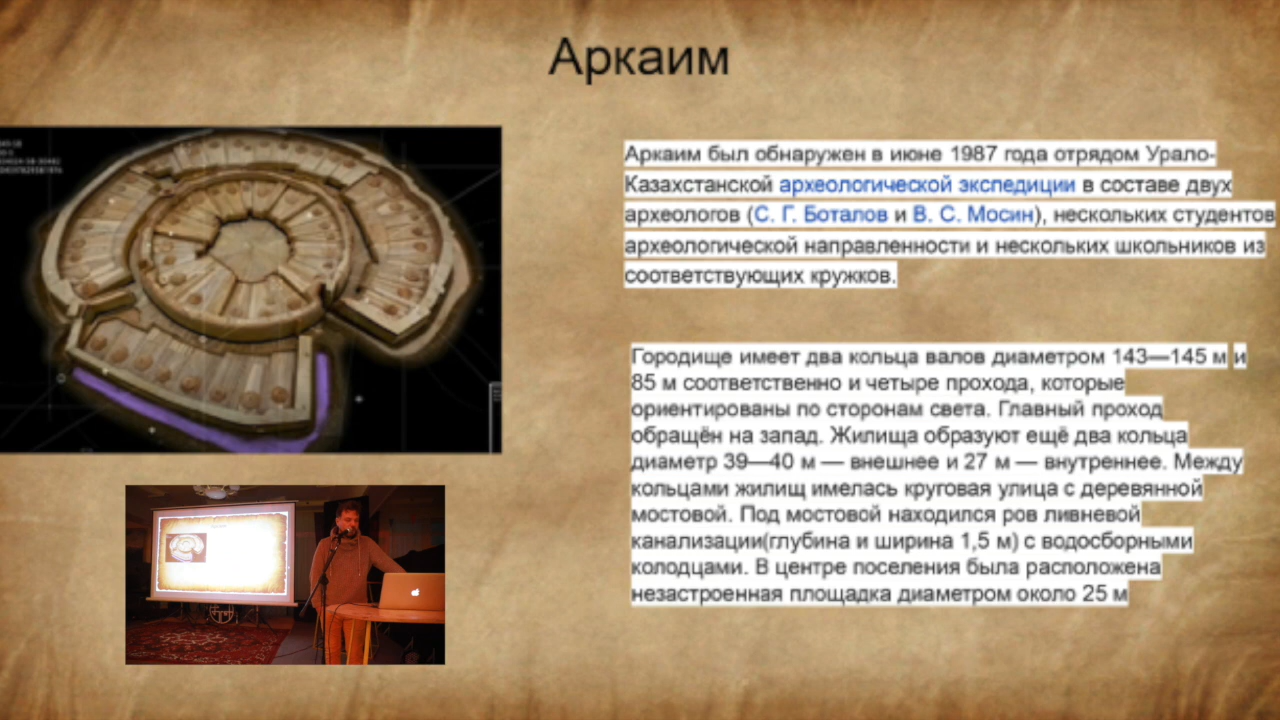 Аркаим
Аркаим был обнаружен в июне 1987 года отрядом Урало-
Казахстанской археологической экспедиции в составе двух
археологов (С. Г. Боталов и В. С. Мосин), нескольких студентов
археологической направленности и нескольких школьников из
соответствующих кружков.
Городище имеет два кольца валов диаметром 143—145 м и
85 м соответственно и четыре прохода, которые
ориентированы по сторонам света. Главный проход
обращён на запад. Жилища образуют ещё два кольца
диаметр 39—40 м — внешнее и 27 м — внутреннее. Между
кольцами жилищ имелась круговая улица с деревянной
мостовой. Под мостовой находился ров ливневой
канализации(глубина и ширина 1,5 м) с водосборными
колодцами. В центре поселения была расположена
незастроенная площадка диаметром около 25 м